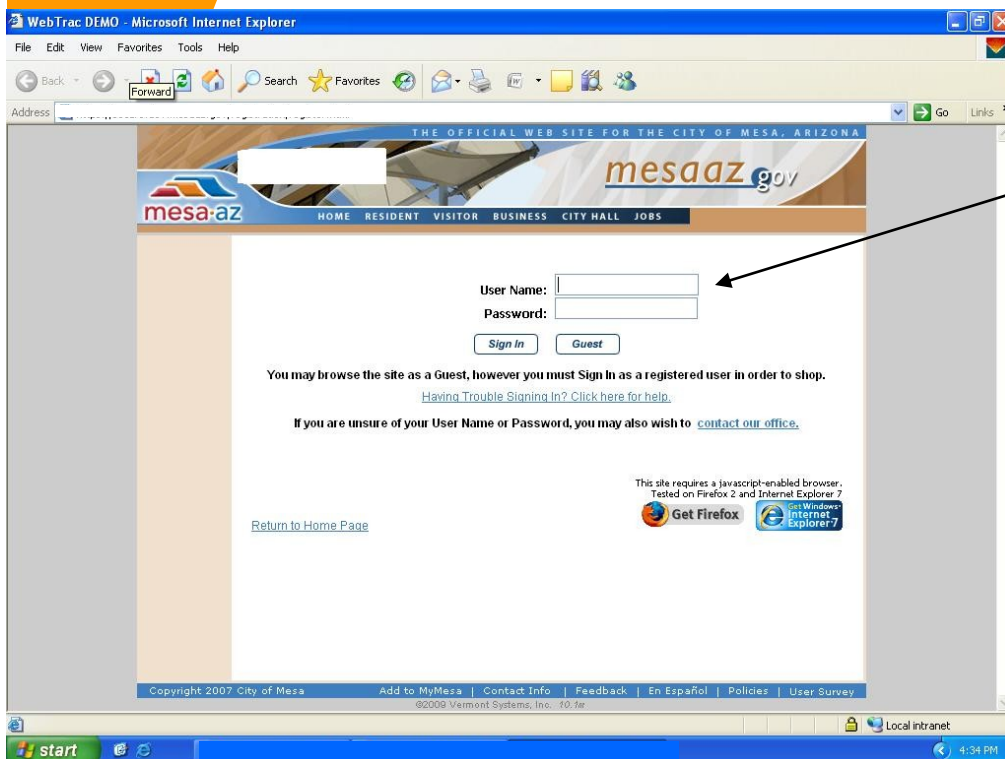 WebTrac DEMO - Microsoft Internet Explorer
File Edit View Favorites Tools Help
Back Search Favorites
Forward
Address Go Links
THE OFFICIAL WEB SITE FOR THE CITY OF MESA, ARIZONA
mesaaz gov
mesa·az
HOME RESIDENT VISITOR BUSINESS CITY HALL JOBS
User Name:
Password:
Sign In Guest
You may browse the site as a Guest, however you must Sign In as a registered user in order to shop.
Having Trouble Signing In? Click here for help.
If you are unsure of your User Name or Password, you may also wish to contact our office.
This site requires a javascript-enabled browser.
Tested on Firefox 2 and Internet Explorer 7
Get Firefox
Get Windows
Internet
Explorer 7
Return to Home Page
Copyright 2007 City of Mesa Add to MyMesa | Contact Info | Feedback | En Español | Policies | User Survey
©2009 Vermont Systems, Inc. 10.1w
Local intranet
start 4:34 PM